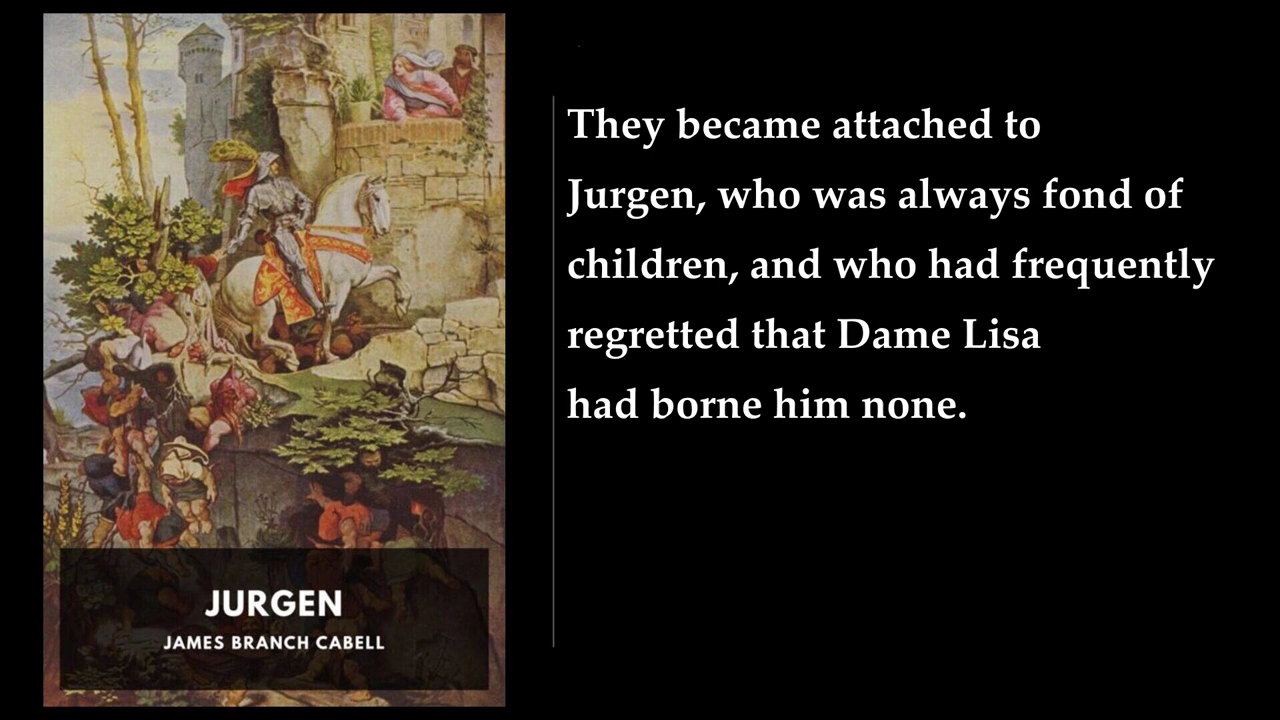 They became attached to
Jurgen, who was always fond of
children, and who had frequently
regretted that Dame Lisa
had borne him none.
JURGEN
JAMES BRANCH CABELL